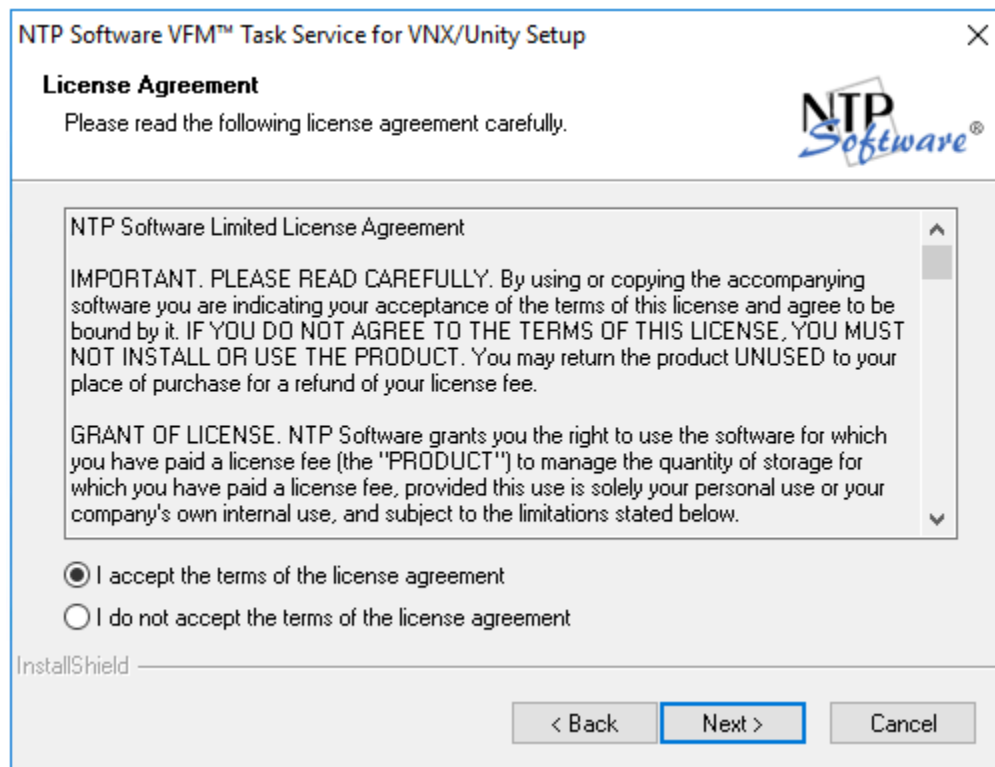 NTP Software VFM™ Task Service for VNX/Unity Setup
License Agreement
Please read the following license agreement carefully.
NTP
Software®
NTP Software Limited License Agreement
IMPORTANT. PLEASE READ CAREFULLY. By using or copying the accompanying
software you are indicating your acceptance of the terms of this license and agree to be
bound by it. IF YOU DO NOT AGREE TO THE TERMS OF THIS LICENSE, YOU MUST
NOT INSTALL OR USE THE PRODUCT. You may return the product UNUSED to your
place of purchase for a refund of your license fee.
GRANT OF LICENSE. NTP Software grants you the right to use the software for which
you have paid a license fee (the "PRODUCT") to manage the quantity of storage for
which you have paid a license fee, provided this use is solely your personal use or your
company's own internal use, and subject to the limitations stated below.
I accept the terms of the license agreement
I do not accept the terms of the license agreement
InstallShield
< Back Next > Cancel